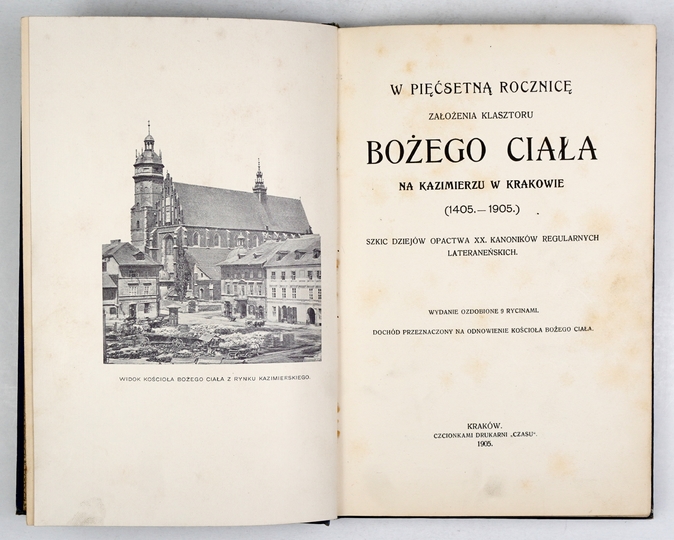 WIDOK KOŚCIOŁA BOŻEGO CIAŁA Z RYNKU KAZIMIERSKIEGO.
W PIĘĆSETNĄ ROCZNICĘ
ZAŁOŻENIA KLASZTORU
BOŻEGO CIAŁA
NA KAZIMIERZU W KRAKOWIE
(1405.—1905.)
SZKIC DZIEJÓW OPACTWA XX. KANONIKÓW REGULARNYCH
LATERANEŃSKICH.
WYDANIE OZDOBIONE 9 RYCINAMI.
DOCHÓD PRZEZNACZONY NA ODNOWIENIE KOŚCIOŁA BOŻEGO CIAŁA.
KRAKÓW.
CZCIONKAMI DRUKARNI „CZASU”.
1905.